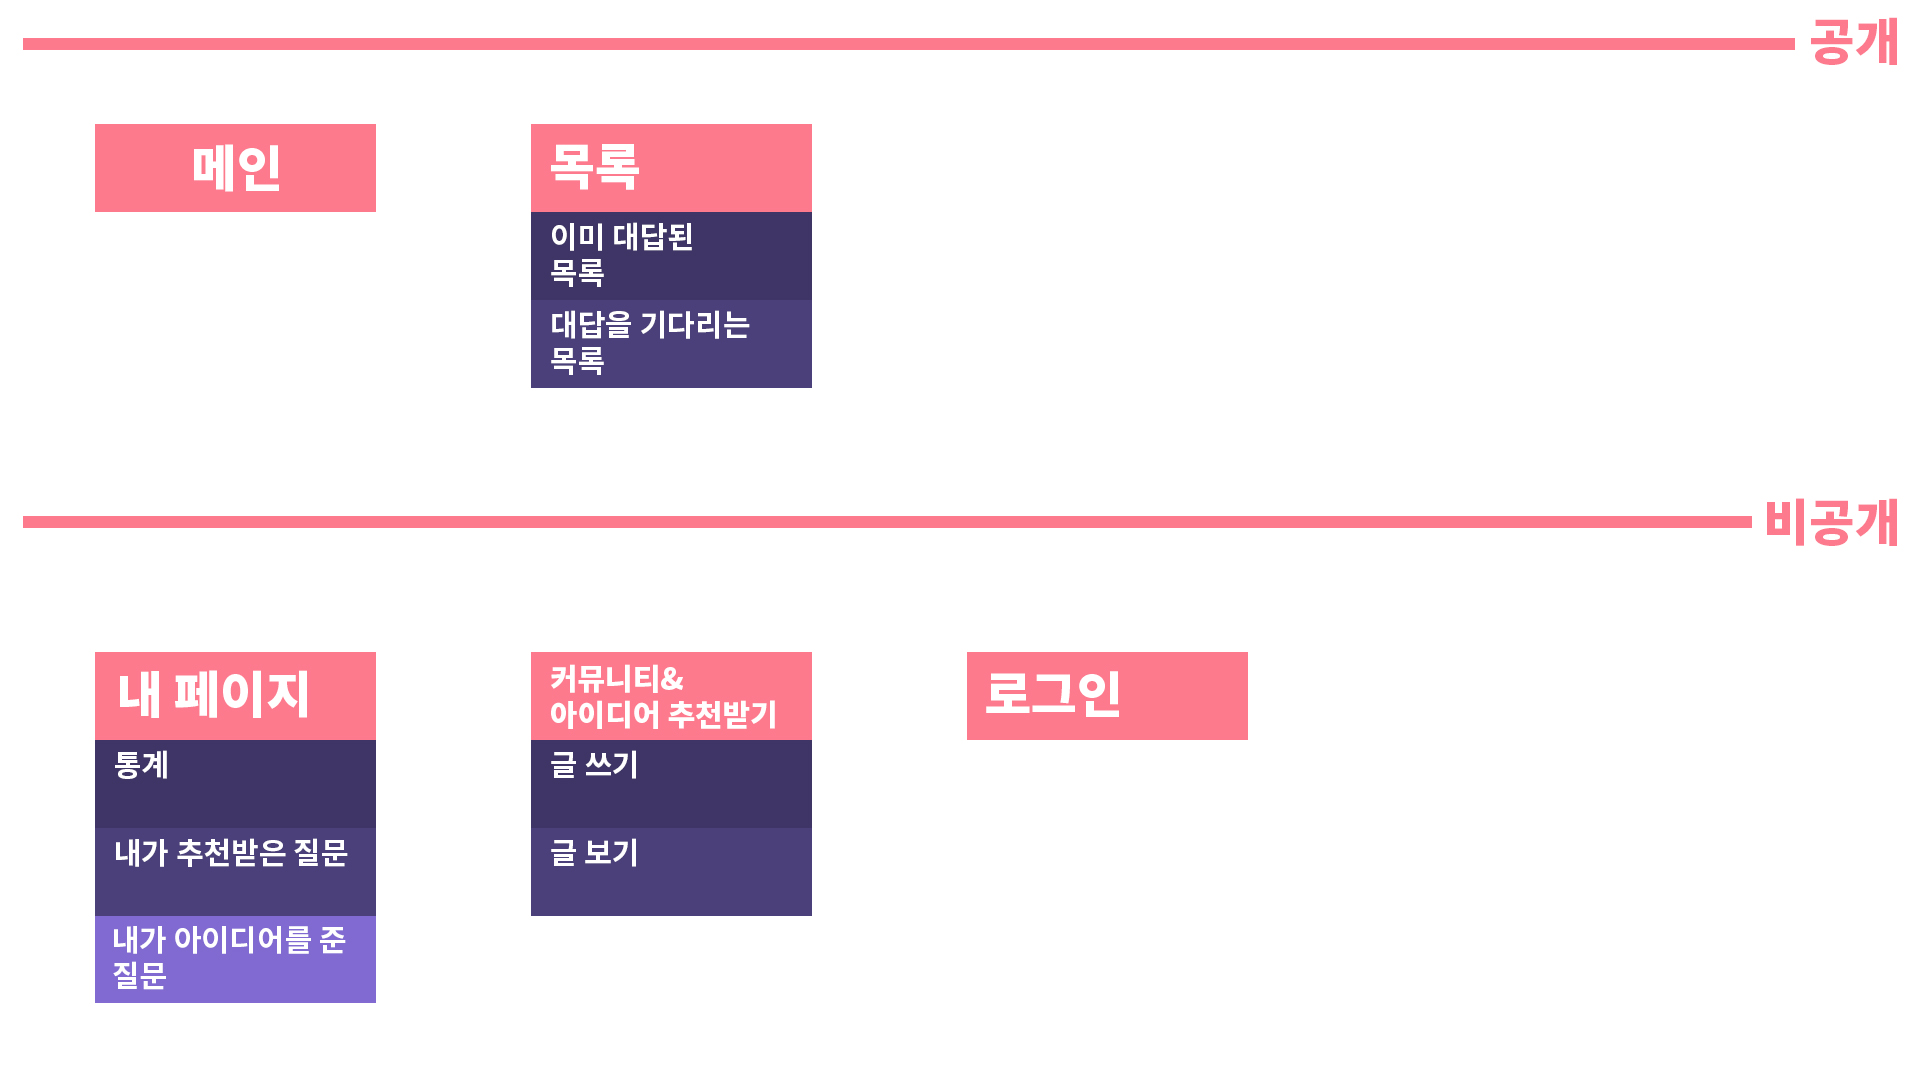 공개
메인
목록
이미 대답된
목록
대답을 기다리는
목록
비공개
내 페이지
통계
내가 추천받은 질문
내가 아이디어를 준
질문
커뮤니티&
아이디어 추천받기
글 쓰기
글 보기
로그인